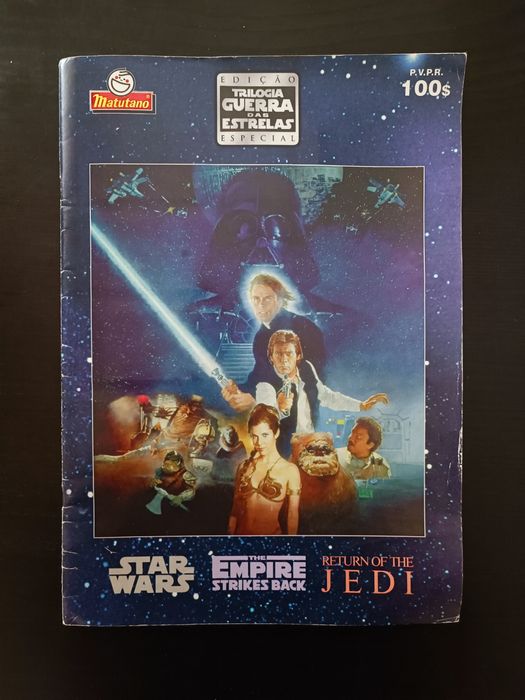 Matutano®
EDIÇÃO
TRILOGIA
GUERRA
DAS
ESTRELAS
ESPECIAL
P.V.P.R.
100$
STAR
WARS
THE
EMPIRE
STRIKES BACK
RETURN OF THE
JEDI